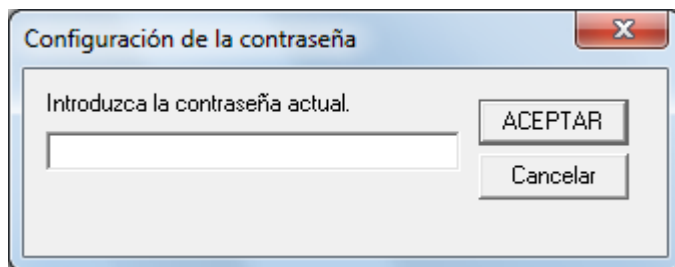 Configuración de la contraseña
Introduzca la contraseña actual.
ACEPTAR
Cancelar